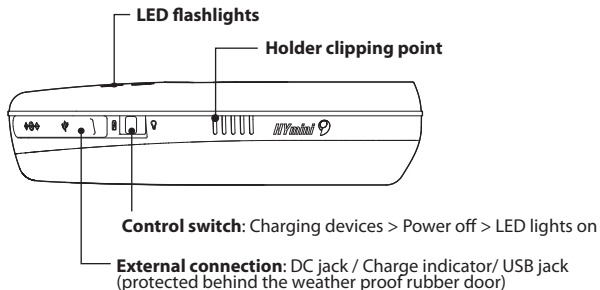 LED flashlights
Holder clipping point
HYmini
Control switch: Charging devices > Power off > LED lights on
External connection: DC jack / Charge indicator/ USB jack
(protected behind the weather proof rubber door)